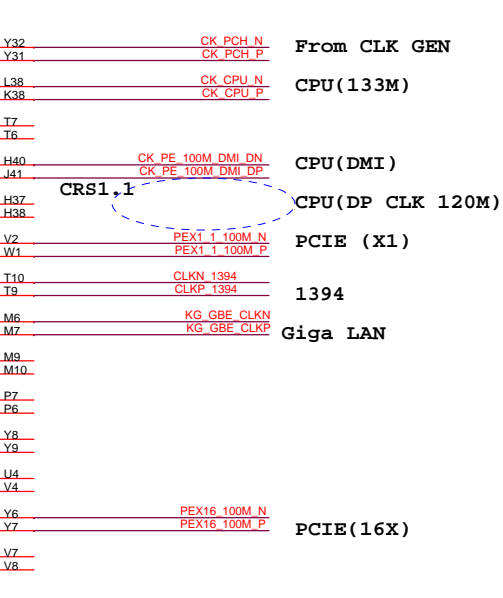 Y32 CK_PCH_N From CLK GEN
Y31 CK_PCH_P
L38 CK_CPU_N CPU(133M)
K38 CK_CPU_P
T7
T6
H40 CK_PE_100M_DMI_DN CPU(DMI)
J41 CK_PE_100M_DMI_DP
CRS1.1
H37 CPU(DP CLK 120M)
H38
V2 PEX1_1_100M_N PCIE (X1)
W1 PEX1_1_100M_P
T10 CLKN_1394
T9 CLKP_1394 1394
M6 KG_GBE_CLKN
M7 KG_GBE_CLKP Giga LAN
M9
M10
P7
P6
Y8
Y9
U4
V4
Y6 PEX16_100M_N
Y7 PEX16_100M_P PCIE(16X)
V7
V8